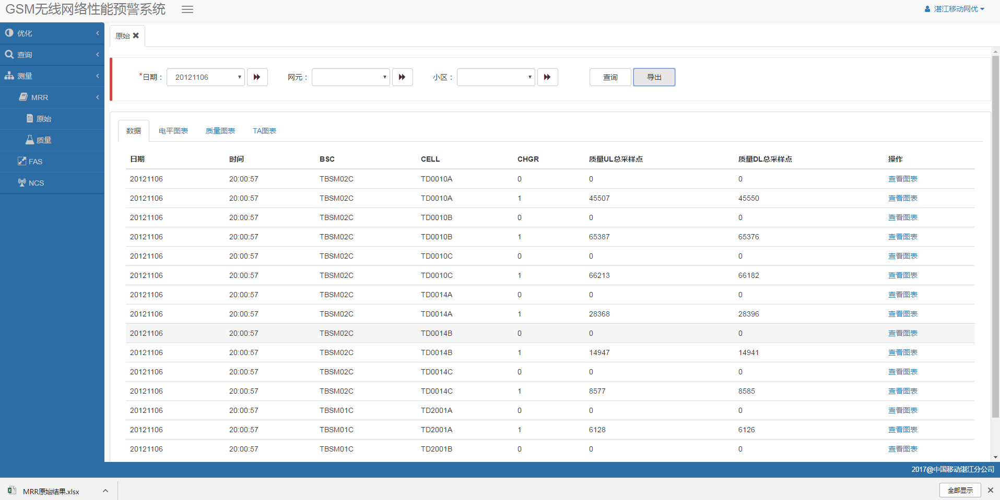 GSM无线网络性能预警系统
湛江移动网优
优化
查询
测量
MRR
原始
质量
FAS
NCS
原始
*日期： 20121106 网元： 小区： 查询 导出
数据 电平图表 质量图表 TA图表
日期 时间 BSC CELL CHGR 质量UL总采样点 质量DL总采样点 操作
20121106 20:00:57 TBSM02C TD0010A 0 0 0 查看图表
20121106 20:00:57 TBSM02C TD0010A 1 45507 45550 查看图表
20121106 20:00:57 TBSM02C TD0010B 0 0 0 查看图表
20121106 20:00:57 TBSM02C TD0010B 1 65387 65376 查看图表
20121106 20:00:57 TBSM02C TD0010C 0 0 0 查看图表
20121106 20:00:57 TBSM02C TD0010C 1 66213 66182 查看图表
20121106 20:00:57 TBSM02C TD0014A 0 0 0 查看图表
20121106 20:00:57 TBSM02C TD0014A 1 28368 28396 查看图表
20121106 20:00:57 TBSM02C TD0014B 0 0 0 查看图表
20121106 20:00:57 TBSM02C TD0014B 1 14947 14941 查看图表
20121106 20:00:57 TBSM02C TD0014C 0 0 0 查看图表
20121106 20:00:57 TBSM02C TD0014C 1 8577 8585 查看图表
20121106 20:00:57 TBSM01C TD2001A 0 0 0 查看图表
20121106 20:00:57 TBSM01C TD2001A 1 6128 6126 查看图表
20121106 20:00:57 TBSM01C TD2001B 0 0 0 查看图表
2017@中国移动湛江分公司
MRR原始结果.xlsx
全部显示